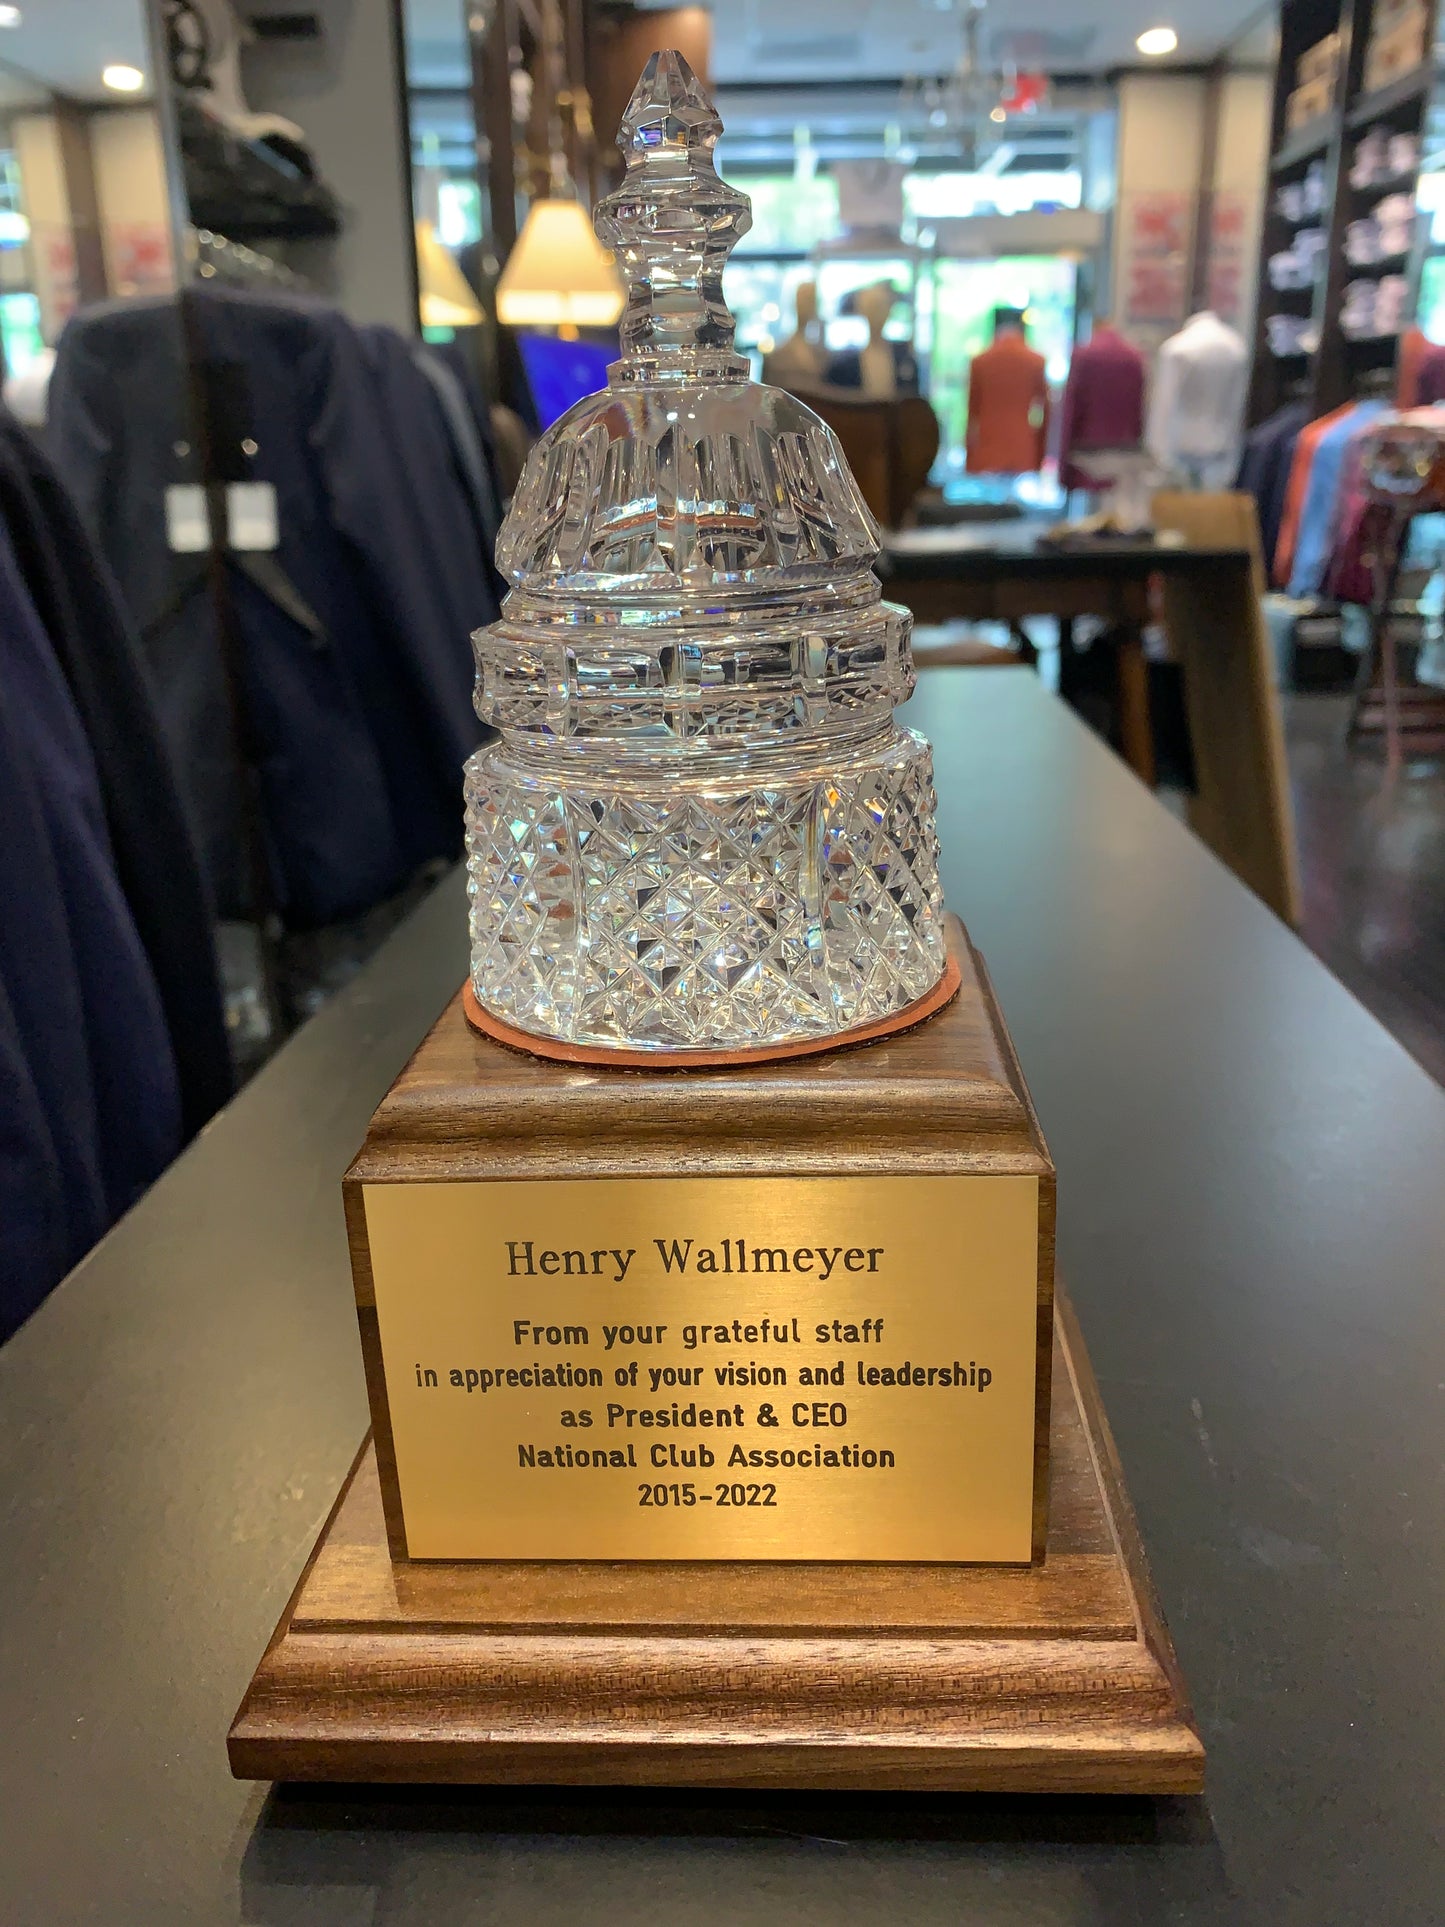 Henry Wallmeyer
From your grateful staff
in appreciation of your vision and leadership
as President & CEO
National Club Association
2015-2022